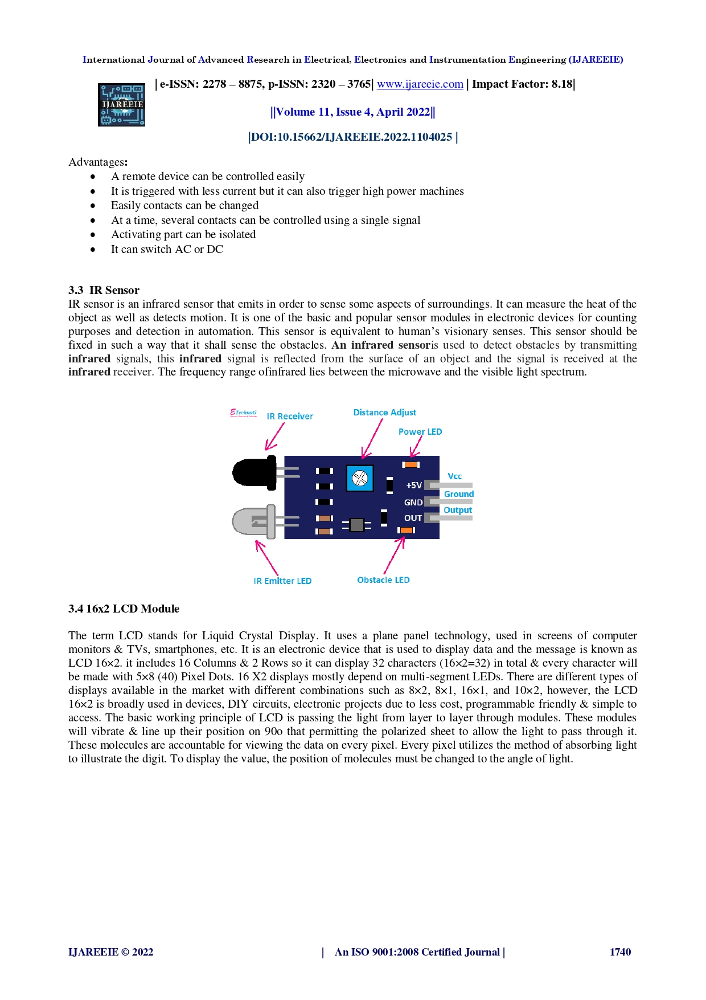 International Journal of Advanced Research in Electrical, Electronics and Instrumentation Engineering (IJAREEIE)
| e-ISSN: 2278 – 8875, p-ISSN: 2320 – 3765| www.ijareeie.com | Impact Factor: 8.18|
IJAREEIE
||Volume 11, Issue 4, April 2022||
|DOI:10.15662/IJAREEIE.2022.1104025 |
Advantages:
• A remote device can be controlled easily
• It is triggered with less current but it can also trigger high power machines
• Easily contacts can be changed
• At a time, several contacts can be controlled using a single signal
• Activating part can be isolated
• It can switch AC or DC
3.3 IR Sensor
IR sensor is an infrared sensor that emits in order to sense some aspects of surroundings. It can measure the heat of the
object as well as detects motion. It is one of the basic and popular sensor modules in electronic devices for counting
purposes and detection in automation. This sensor is equivalent to human’s visionary senses. This sensor should be
fixed in such a way that it shall sense the obstacles. An infrared sensoris used to detect obstacles by transmitting
infrared signals, this infrared signal is reflected from the surface of an object and the signal is received at the
infrared receiver. The frequency range ofinfrared lies between the microwave and the visible light spectrum.
ETechnoG
IR Receiver
Distance Adjust
Power LED
Vcc
+5V
Ground
GND
Output
OUT
IR Emitter LED
Obstacle LED
3.4 16x2 LCD Module
The term LCD stands for Liquid Crystal Display. It uses a plane panel technology, used in screens of computer
monitors & TVs, smartphones, etc. It is an electronic device that is used to display data and the message is known as
LCD 16×2. it includes 16 Columns & 2 Rows so it can display 32 characters (16×2=32) in total & every character will
be made with 5×8 (40) Pixel Dots. 16 X2 displays mostly depend on multi-segment LEDs. There are different types of
displays available in the market with different combinations such as 8×2, 8×1, 16×1, and 10×2, however, the LCD
16×2 is broadly used in devices, DIY circuits, electronic projects due to less cost, programmable friendly & simple to
access. The basic working principle of LCD is passing the light from layer to layer through modules. These modules
will vibrate & line up their position on 90o that permitting the polarized sheet to allow the light to pass through it.
These molecules are accountable for viewing the data on every pixel. Every pixel utilizes the method of absorbing light
to illustrate the digit. To display the value, the position of molecules must be changed to the angle of light.
IJAREEIE © 2022 | An ISO 9001:2008 Certified Journal | 1740